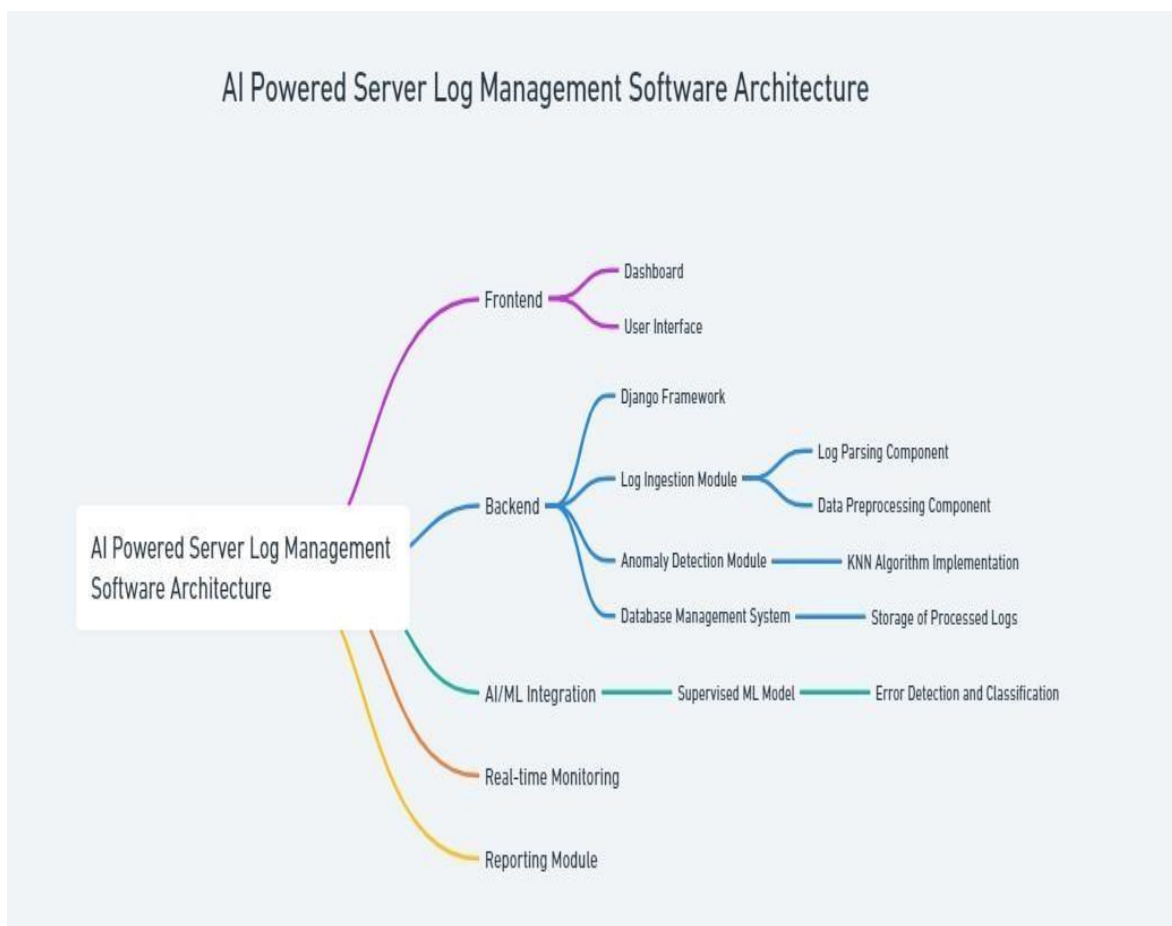 AI Powered Server Log Management Software Architecture
Dashboard
Frontend
User Interface
Django Framework
Log Parsing Component
Log Ingestion Module
Backend
Data Preprocessing Component
AI Powered Server Log Management
Software Architecture
Anomaly Detection Module
KNN Algorithm Implementation
Database Management System
Storage of Processed Logs
AI/ML Integration
Supervised ML Model
Error Detection and Classification
Real-time Monitoring
Reporting Module